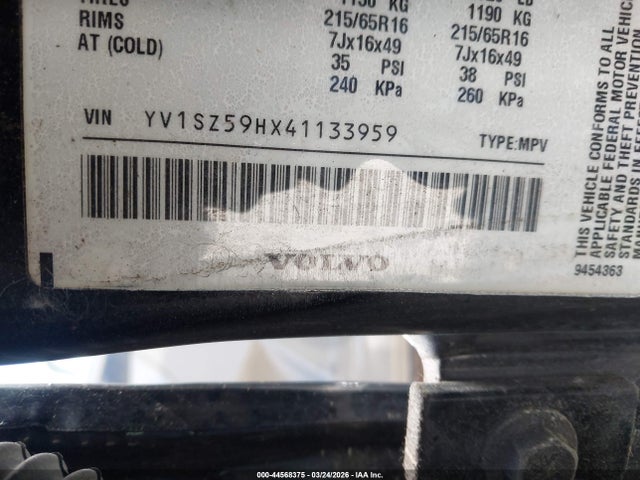 RIMS 215/65R16 215/65R16
AT (COLD) 7Jx16x49 7Jx16x49
35 PSI 38 PSI
240 KPa 260 KPa
1190 KG
VIN YV1SZ59HX41133959 TYPE:MPV
VOLVO
THIS VEHICLE CONFORMS TO ALL
APPLICABLE FEDERAL MOTOR VEHIC
SAFETY AND THEFT PREVENTION
STANDARDS IN
9454363
000-44568375 03/24/2026 IAA Inc.